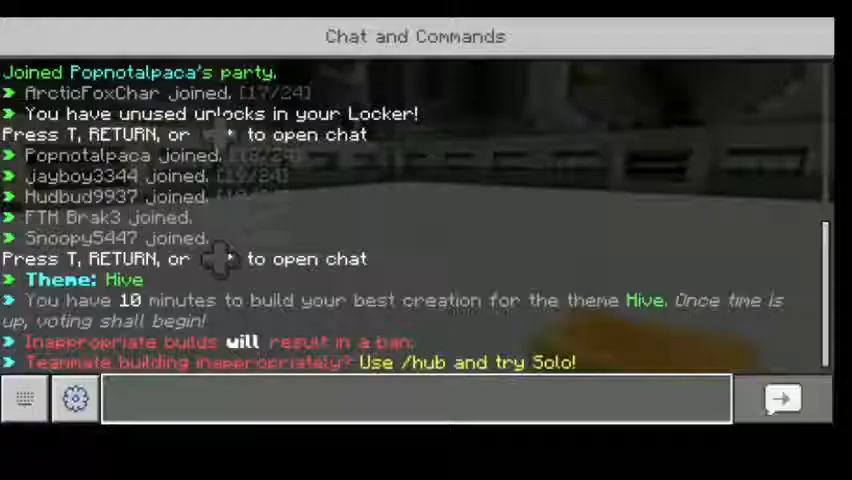 Chat and Commands
Joined Popnotalpaca's party.
ArcticFoxChar joined. [17/24]
You have unused unlocks in your Locker!
Press T, RETURN, or to open chat
Popnotalpaca joined.
jayboy3344 joined.
Hudbud9937 joined.
FTH Brak3 joined.
Snoopy5447 joined.
Press T, RETURN, or to open chat
Theme: Hive
You have 10 minutes to build your best creation for the theme Hive. Once time is
up, voting shall begin!
Inappropriate builds will result in a ban.
Teammate building inappropriately? Use /hub and try Solo!